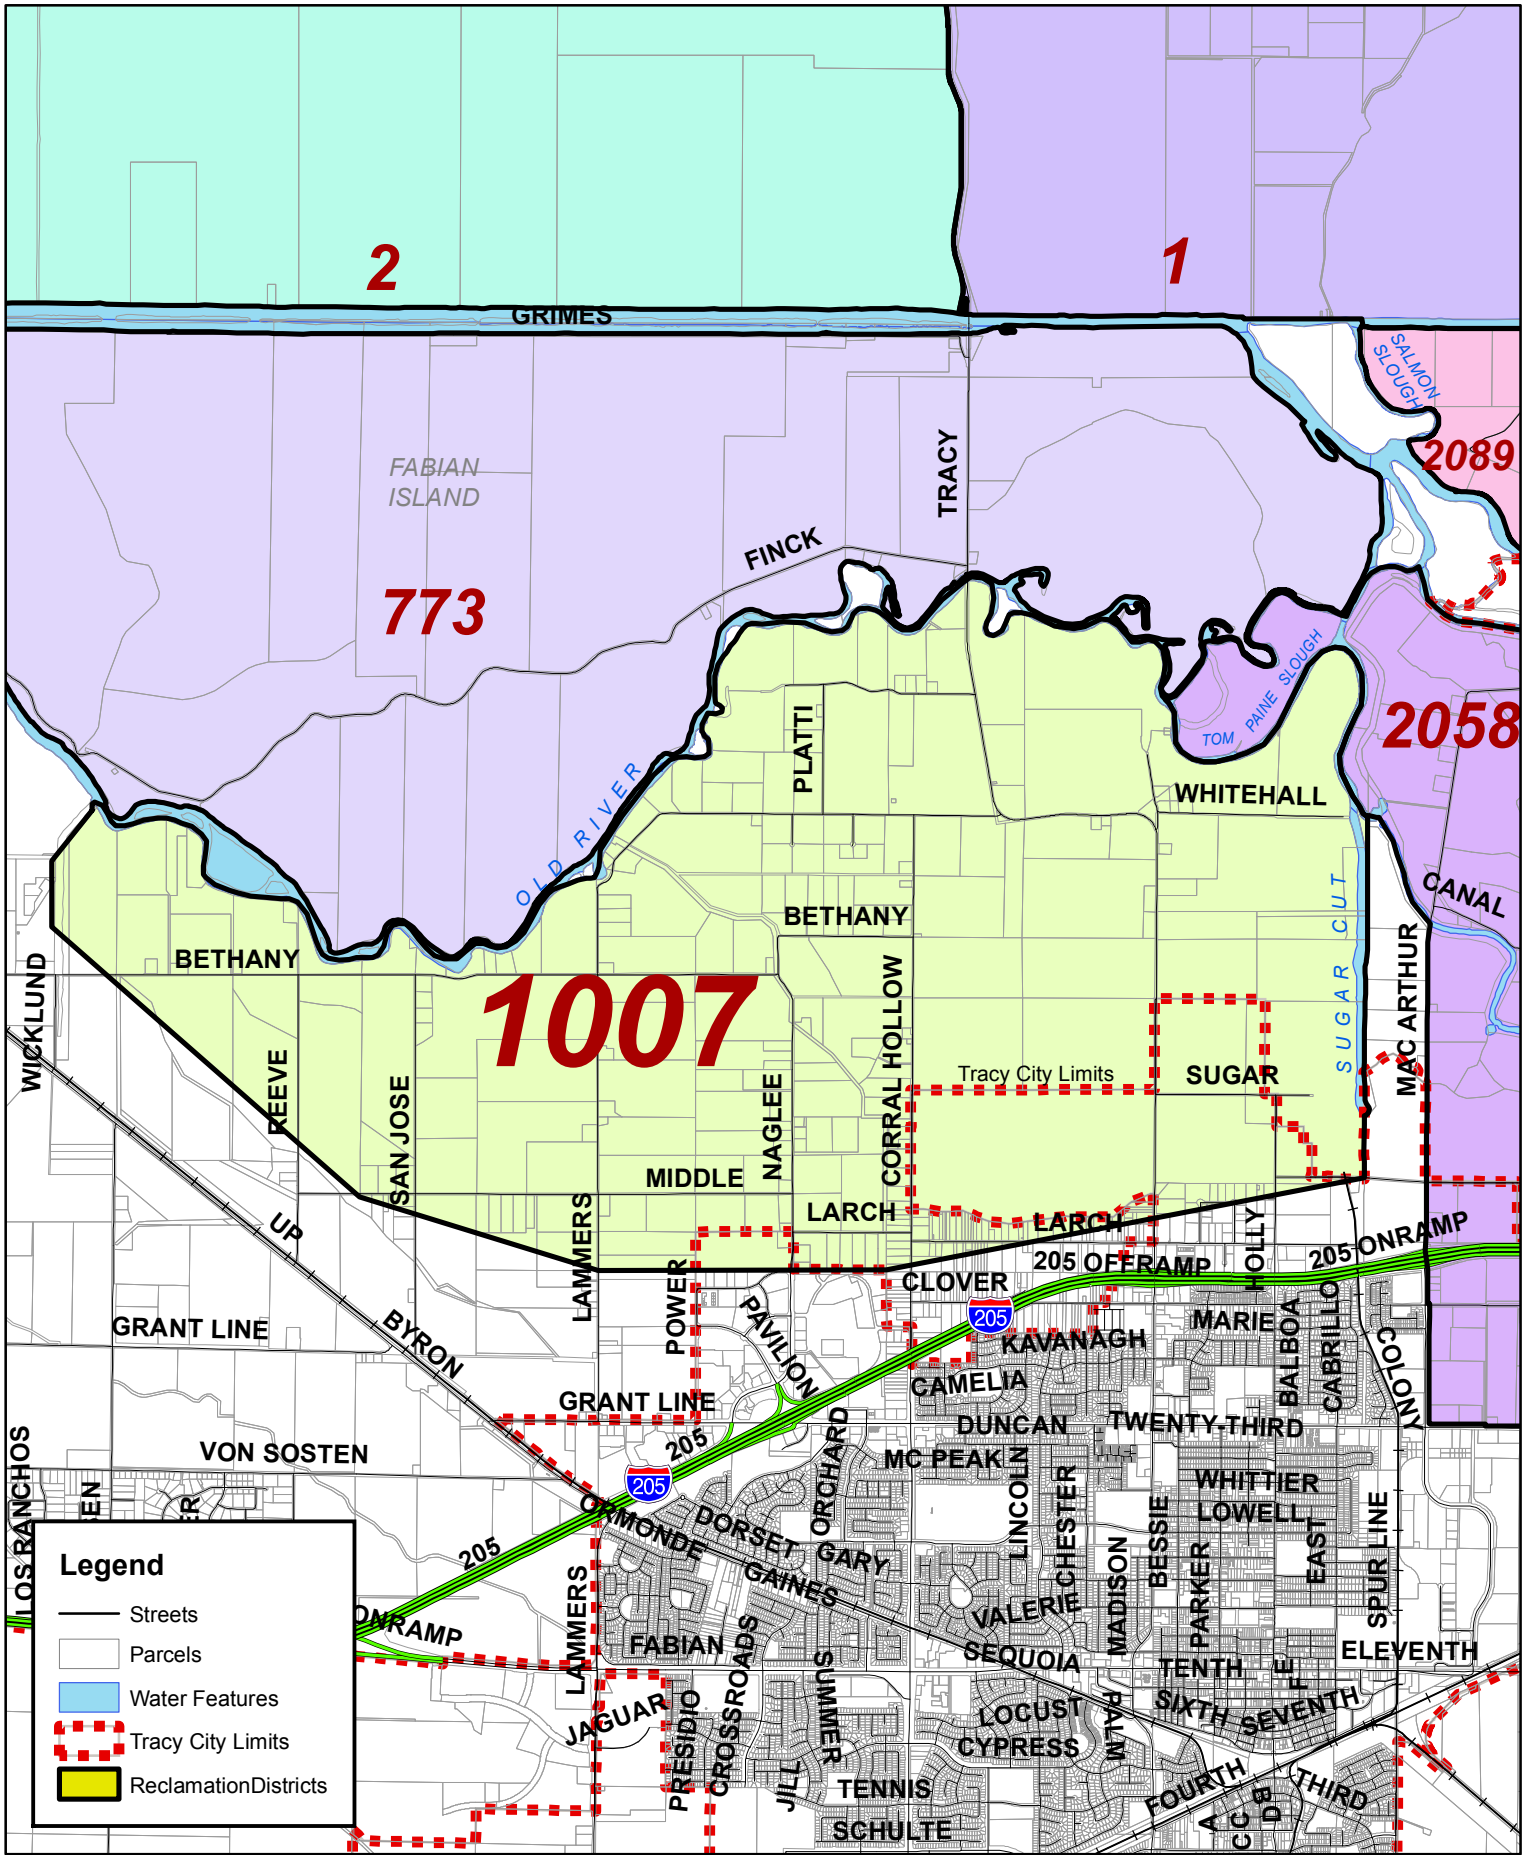 2
1
GRIMES
SALMON
SLOUGH
2089
FABIAN
ISLAND
TRACY
FINCK
773
TOM PAINE SLOUGH
2058
PLATTI
OLD RIVER
WHITEHALL
CANAL
BETHANY
BETHANY
WICKLUND
1007
CORRAL HOLLOW
SUGAR CUT
MAC ARTHUR
REEVE
SAN JOSE
NAGLEE
Tracy City Limits
SUGAR
MIDDLE
LARCH
LARCH
UP
LAMMERS
POWER
HOLLY
205 OFFRAMP
205 ONRAMP
CLOVER
PAVILION
205
GRANT LINE
BYRON
KAVANAGH
MARIE
BALBOA
CABRILLO
COLONY
CAMELIA
GRANT LINE
DUNCAN
TWENTY-THIRD
205
ORCHARD
VON SOSTEN
MC PEAK
LINCOLN
CHESTER
WHITTIER
LOWELL
205
LOS RANCHOS
SEN
ER
ORMONDE
DORSET
GARY
GAINES
BESSIE
EAST
SPUR LINE
205
MADISON
PARKER
ONRAMP
LAMMERS
VALERIE
FABIAN
CROSSROADS
SUMMER
SEQUOIA
TENTH
F
ELEVENTH
JAGUAR
PRESIDIO
LOCUST
CYPRESS
PALM
SIXTH
SEVENTH
JILL
TENNIS
SCHULTE
FOURTH
THIRD
A
CC
BD
Legend
Streets
Parcels
Water Features
Tracy City Limits
ReclamationDistricts